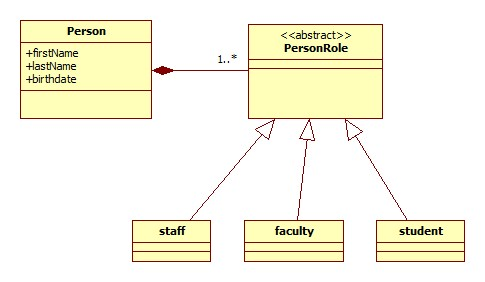 Person
+firstName
+lastName
+birthdate
1..*
<<abstract>>
PersonRole
staff
faculty
student